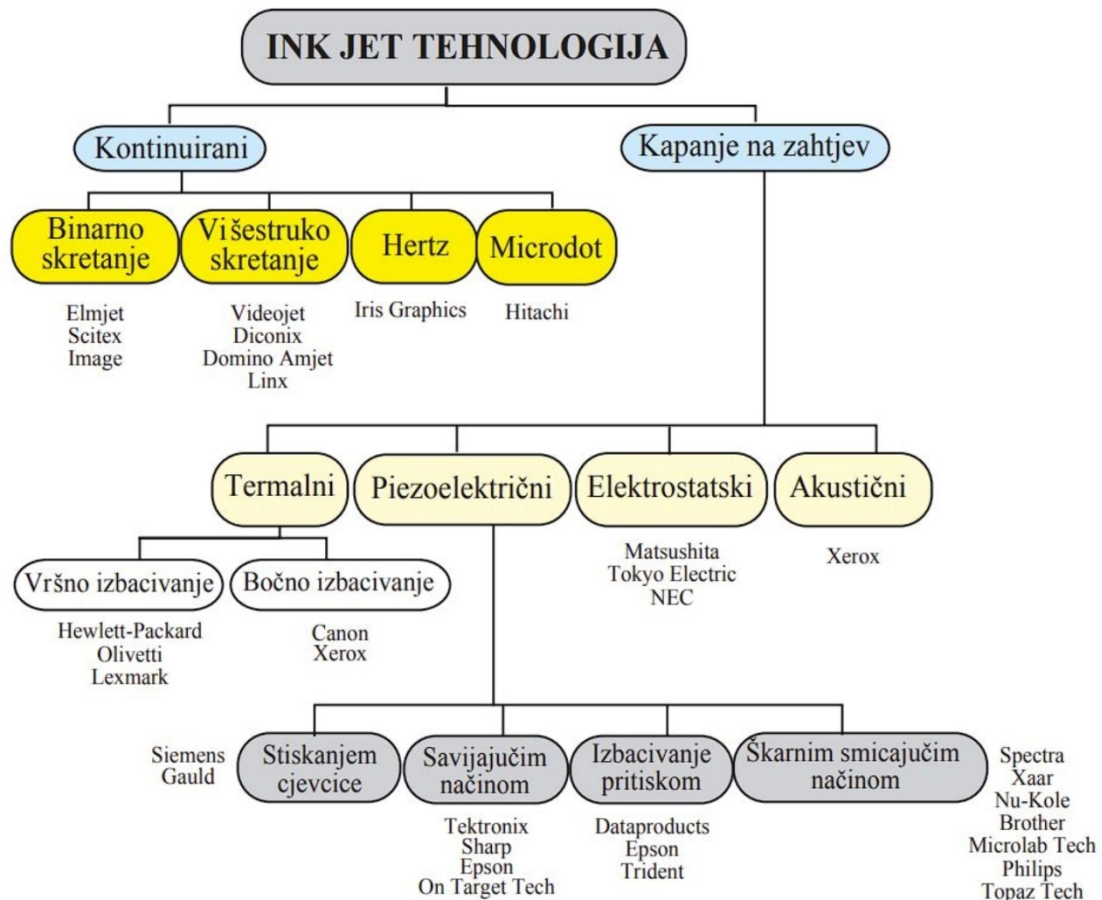 INK JET TEHNOLOGIJA
Kontinuirani
Kapanje na zahtjev
Binarno
skretanje
Višestruko
skretanje
Hertz
Microdot
Elmjet
Scitex
Image
Videojet
Diconix
Domino Amjet
Linx
Iris Graphics
Hitachi
Termalni
Piezoelektrični
Elektrostatski
Akustični
Matsushita
Tokyo Electric
NEC
Xerox
Vršno izbacivanje
Bočno izbacivanje
Hewlett-Packard
Olivetti
Lexmark
Canon
Xerox
Siemens
Gauld
Stiskanjem
cjevcice
Savijajučim
načinom
Izbacivanje
pritiskom
Škarnim smicajučim
načinom
Tektronix
Sharp
Epson
On Target Tech
Dataproducts
Epson
Trident
Spectra
Xaar
Nu-Kole
Brother
Microlab Tech
Philips
Topaz Tech